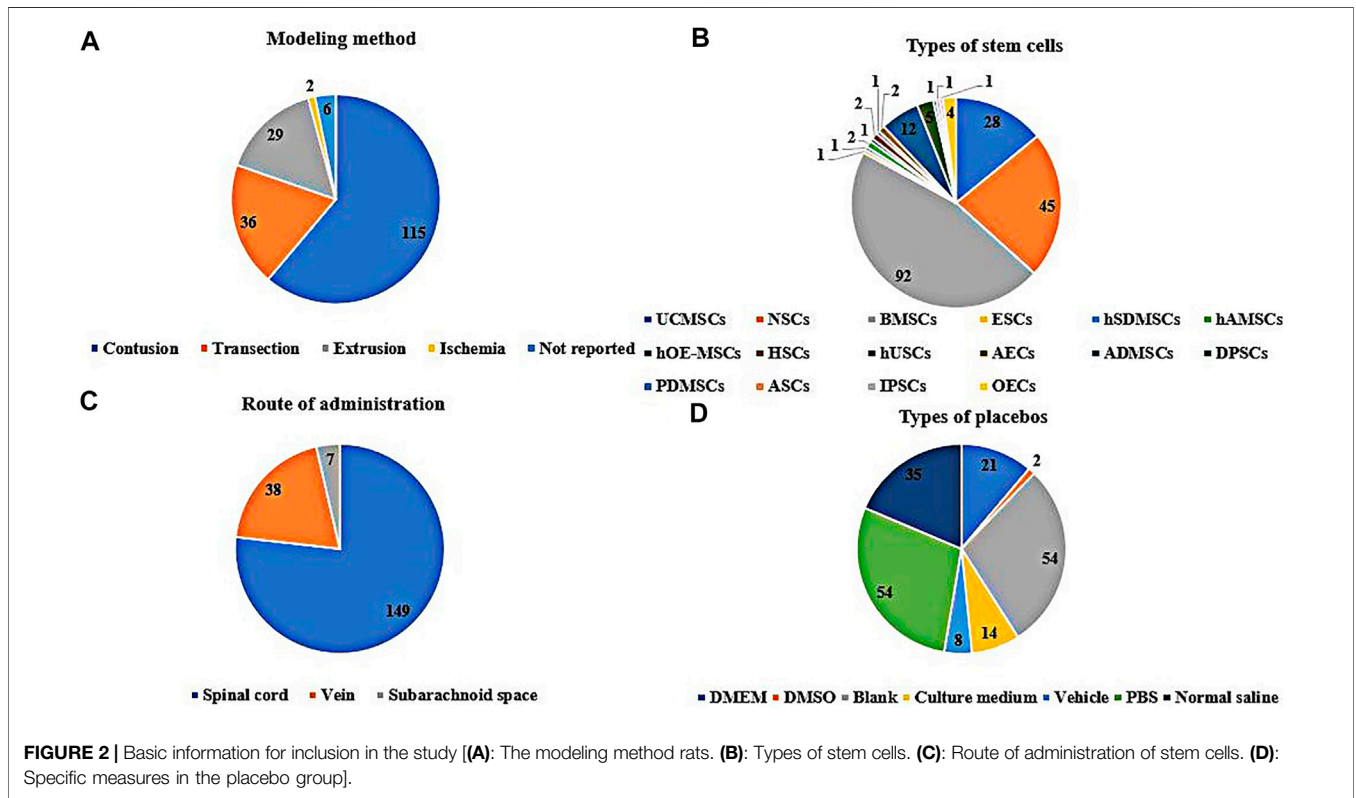 A
Modeling method
2
6
29
36
115
Contusion Transection Extrusion Ischemia Not reported
B
Types of stem cells
1 1 1
1 2
2
1
2
1
1
12 5 4 28
45
92
UCMSCs NSCs BMSCs ESCs hSDMSCs hAMSCs
hOE-MSCs HSCs hUSCs AECs ADMSCs DPSCs
PDMSCs ASCs IPSCs OECs
C
Route of administration
7
38
149
Spinal cord Vein Subarachnoid space
D
Types of placebos
35 21 2
54
54
8 14
DMEM DMSO Blank Culture medium Vehicle PBS Normal saline
FIGURE 2 | Basic information for inclusion in the study [(A): The modeling method rats. (B): Types of stem cells. (C): Route of administration of stem cells. (D):
Specific measures in the placebo group].